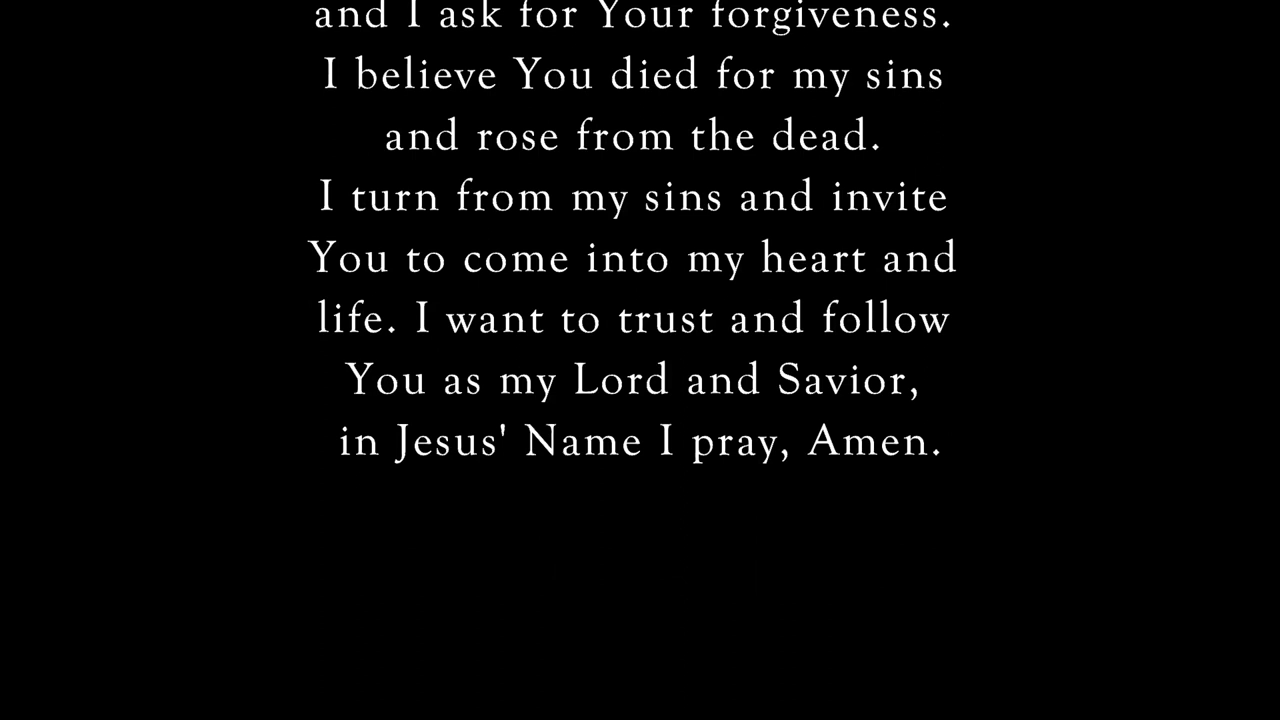 and I ask for Your forgiveness.
I believe You died for my sins
and rose from the dead.
I turn from my sins and invite
You to come into my heart and
life. I want to trust and follow
You as my Lord and Savior,
in Jesus' Name I pray, Amen.